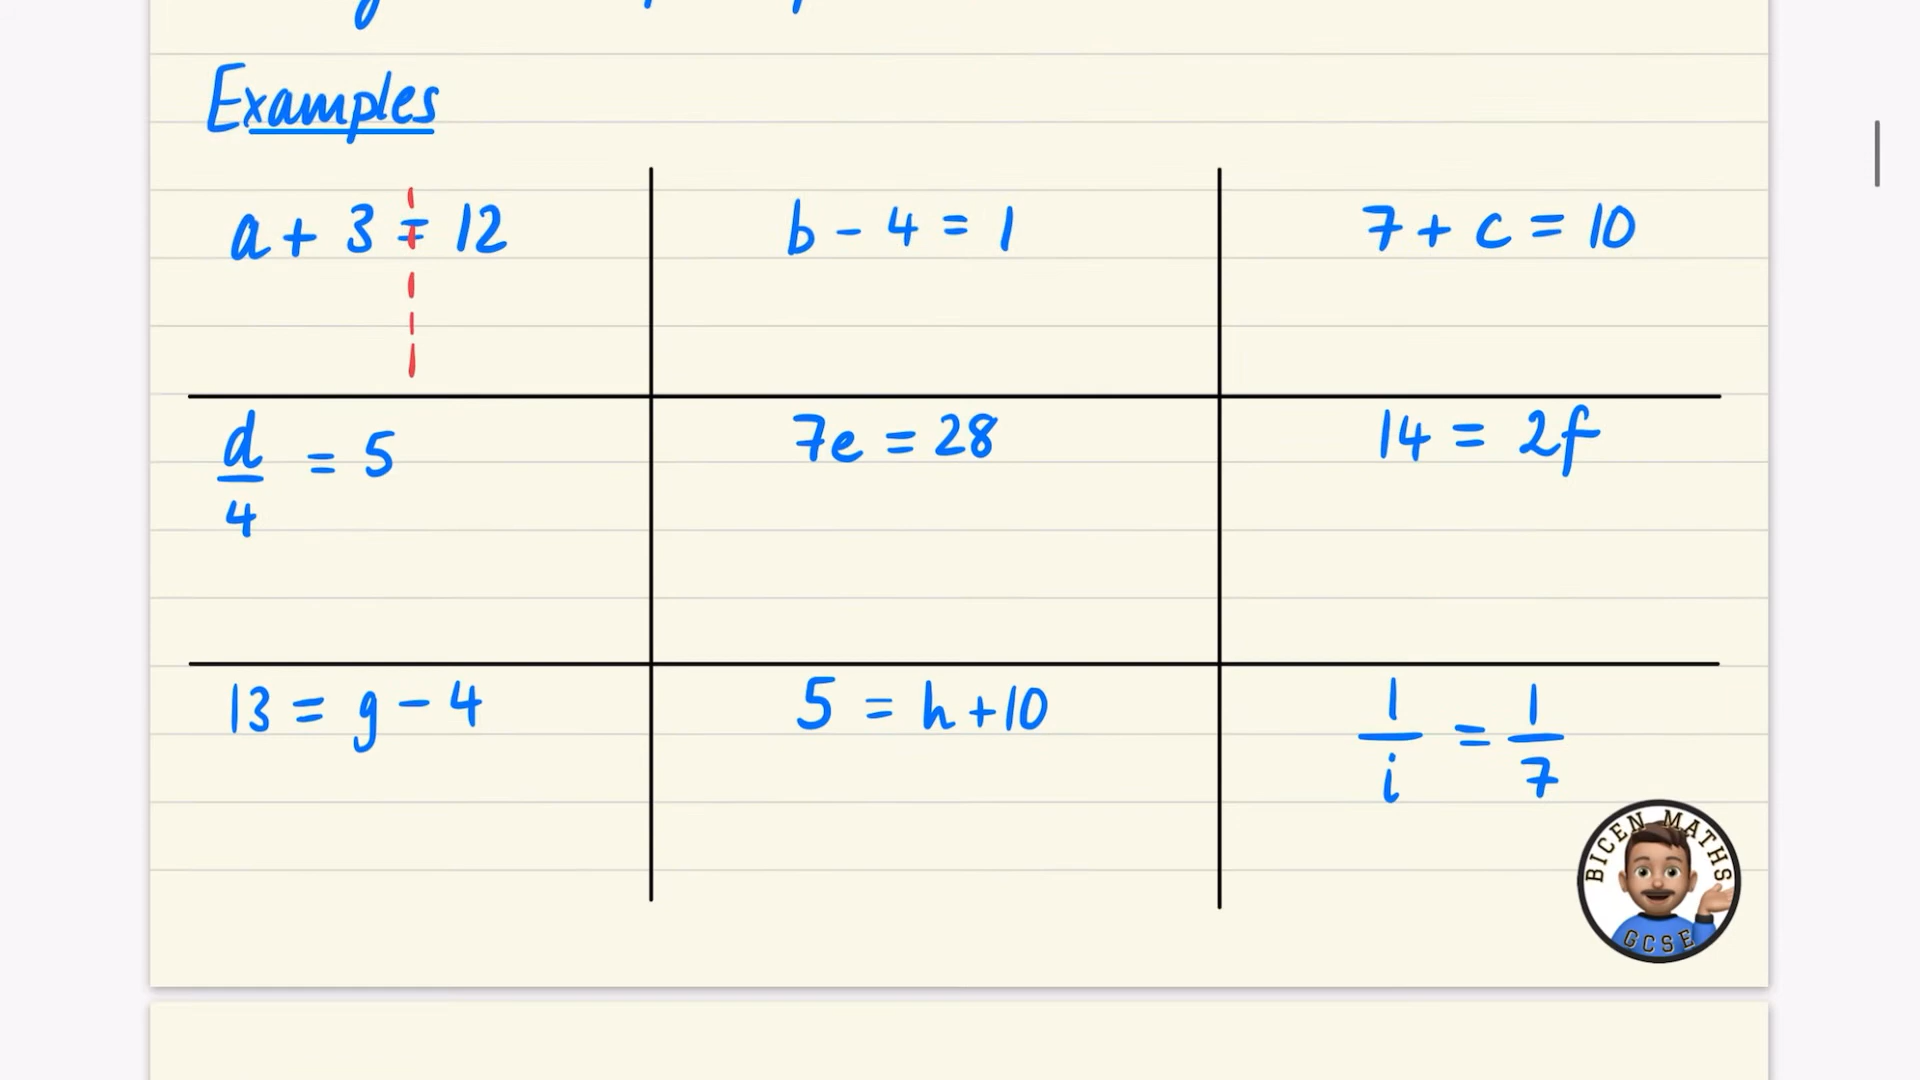 Examples
a + 3 = 12
b - 4 = 1
7 + c = 10
d/4 = 5
7e = 28
14 = 2f
13 = g - 4
5 = h + 10
1/i = 1/7
BICEN MATHS
GCSE